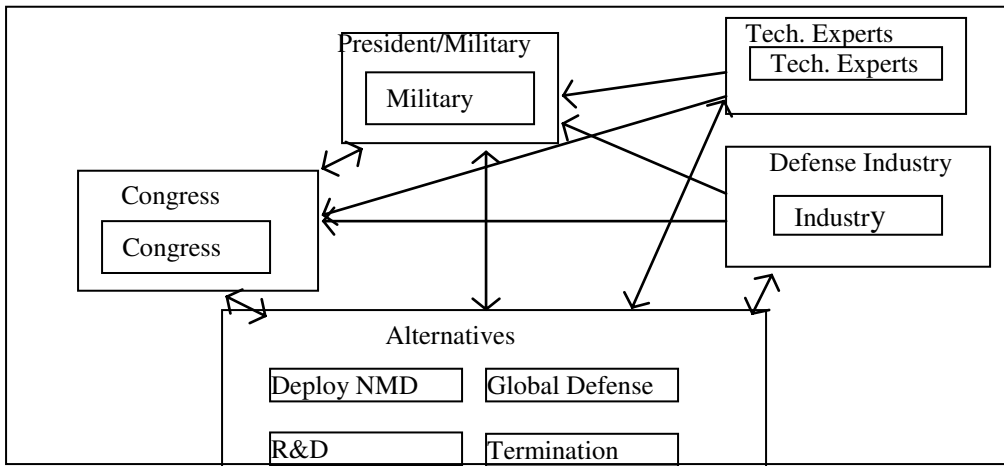 President/Military
Military
Tech. Experts
Tech. Experts
Congress
Congress
Defense Industry
Industry
Alternatives
Deploy NMD
Global Defense
R&D
Termination